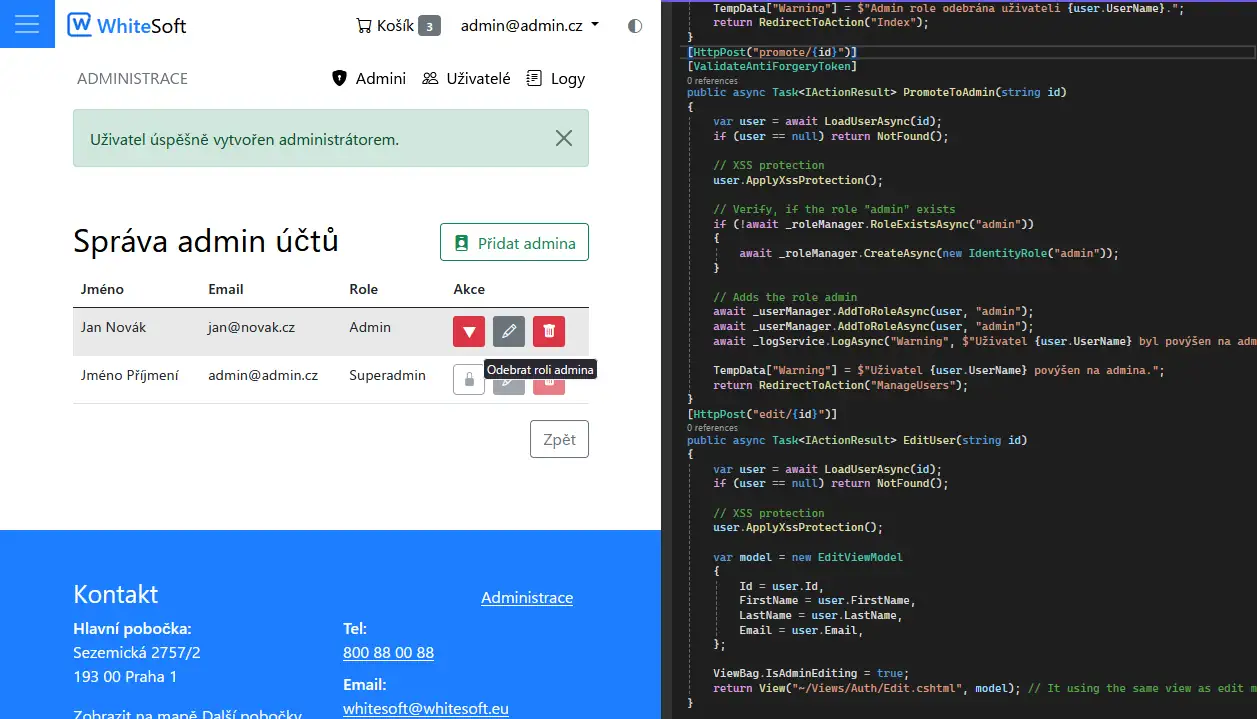 WhiteSoft
Košík 3
admin@admin.cz
ADMINISTRACE
Admini
Uživatelé
Logy
Uživatel úspěšně vytvořen administrátorem.
Správa admin účtů
Přidat admina
Jméno Email Role Akce
Jan Novák jan@novak.cz Admin
Odebrat roli admina
Jméno Příjmení admin@admin.cz Superadmin
Zpět
Kontakt
Administrace
Hlavní pobočka:
Sezemická 2757/2
193 00 Praha 1
Zobrazit na mapě Další pobočky
Tel:
800 88 00 88
Email:
whitesoft@whitesoft.eu
TempData["Warning"] = $"Admin role odebrána uživateli {user.UserName}.";
return RedirectToAction("Index");
}
[HttpPost("promote/{id}")]
[ValidateAntiForgeryToken]
0 references
public async Task<IActionResult> PromoteToAdmin(string id)
{
var user = await LoadUserAsync(id);
if (user == null) return NotFound();
// XSS protection
user.ApplyXssProtection();
// Verify, if the role "admin" exists
if (!await _roleManager.RoleExistsAsync("admin"))
{
await _roleManager.CreateAsync(new IdentityRole("admin"));
}
// Adds the role admin
await _userManager.AddToRoleAsync(user, "admin");
await _userManager.AddToRoleAsync(user, "admin");
await _logService.LogAsync("Warning", $"Uživatel {user.UserName} byl povýšen na adm
TempData["Warning"] = $"Uživatel {user.UserName} povýšen na admina.";
return RedirectToAction("ManageUsers");
}
[HttpPost("edit/{id}")]
0 references
public async Task<IActionResult> EditUser(string id)
{
var user = await LoadUserAsync(id);
if (user == null) return NotFound();
// XSS protection
user.ApplyXssProtection();
var model = new EditViewModel
{
Id = user.Id,
FirstName = user.FirstName,
LastName = user.LastName,
Email = user.Email,
};
ViewBag.IsAdminEditing = true;
return View("~/Views/Auth/Edit.cshtml", model); // It using the same view as edit m
}